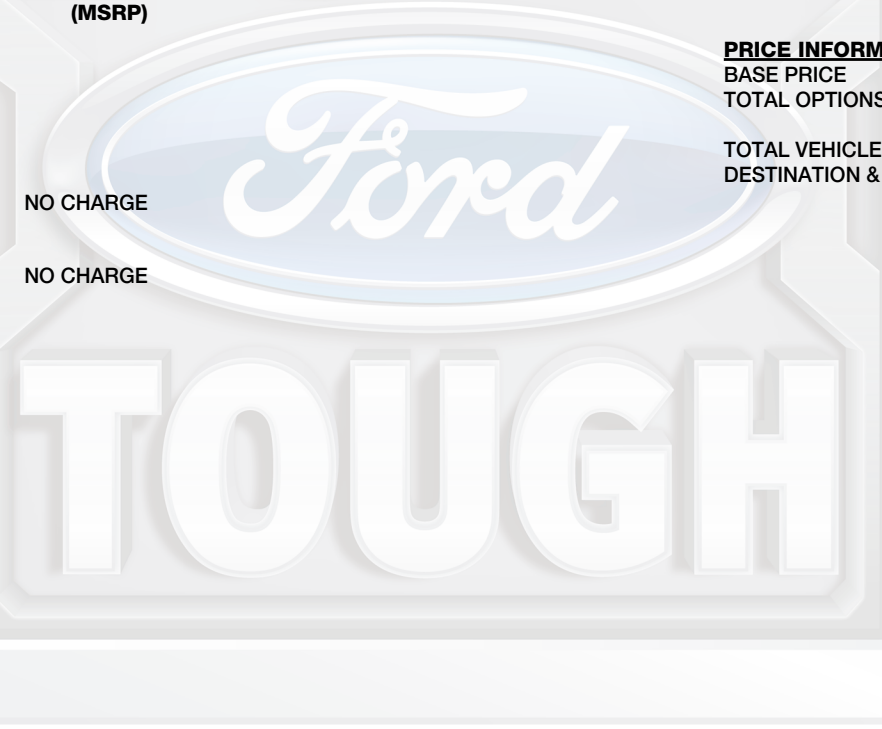 (MSRP)
PRICE INFORM
BASE PRICE
TOTAL OPTIONS
TOTAL VEHICLE
DESTINATION &
NO CHARGE
NO CHARGE
Ford
TOUGH